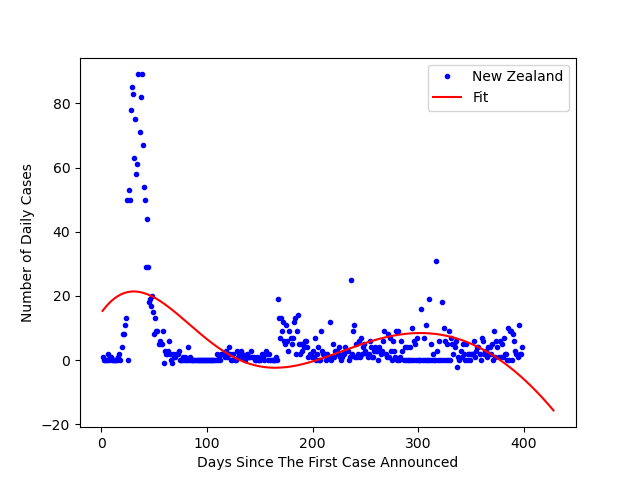 New Zealand
Fit
80
60
40
20
0
−20
Number of Daily Cases
0 100 200 300 400
Days Since The First Case Announced